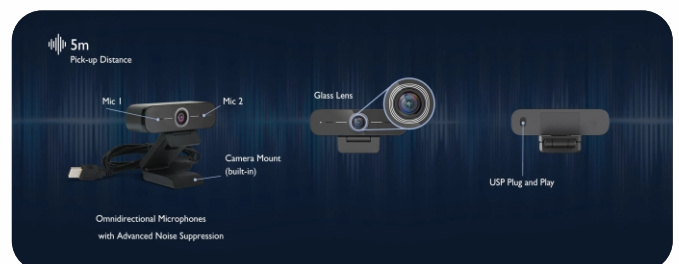 5m
Pick-up Distance
Mic 1
Mic 2
Glass Lens
Camera Mount
(built-in)
USP Plug and Play
Omnidirectional Microphones
with Advanced Noise Suppression